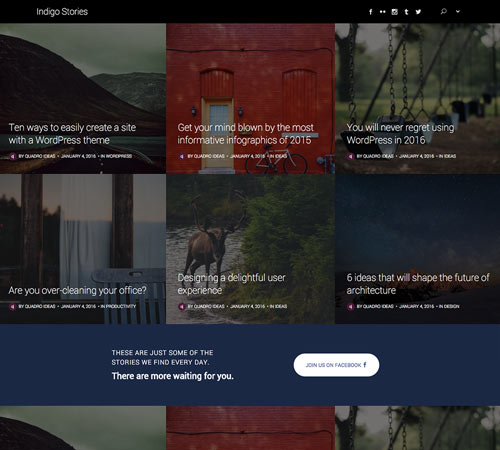 Indigo Stories
Ten ways to easily create a site
with a WordPress theme
BY QUADRO IDEAS • JANUARY 4, 2016 • IN WORDPRESS
Get your mind blown by the most
informative infographics of 2015
BY QUADRO IDEAS • JANUARY 4, 2016 • IN IDEAS
You will never regret using
WordPress in 2016
BY QUADRO IDEAS • JANUARY 4, 2016 • IN IDEAS
Are you over-cleaning your office?
BY QUADRO IDEAS • JANUARY 4, 2016 • IN PRODUCTIVITY
Designing a delightful user
experience
BY QUADRO IDEAS • JANUARY 4, 2016 • IN IDEAS
6 ideas that will shape the future of
architecture
BY QUADRO IDEAS • JANUARY 4, 2016 • IN DESIGN
THESE ARE JUST SOME OF THE
STORIES WE FIND EVERY DAY.
There are more waiting for you.
JOIN US ON FACEBOOK